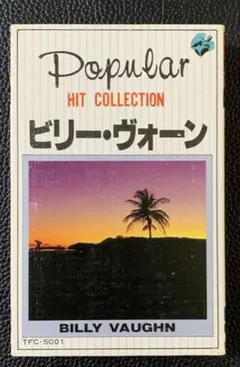 Popular
HIT COLLECTION
ビリー・ヴォーン
BILLY VAUGHN
TFC-5001